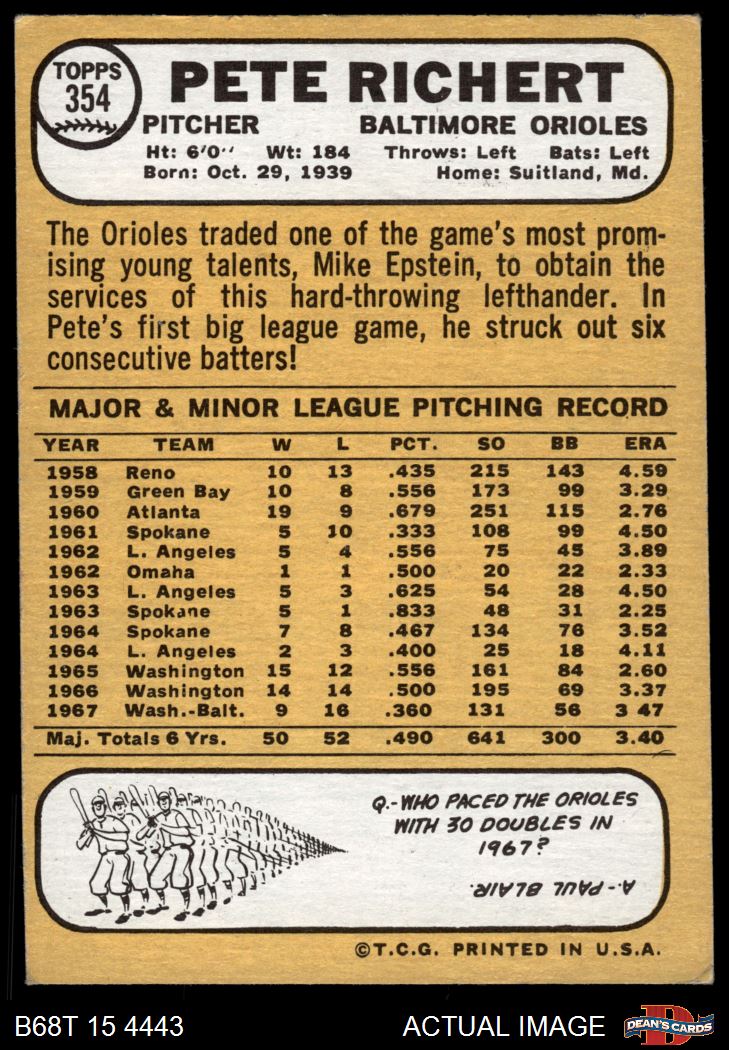 TOPPS
354
PETE RICHERT
PITCHER BALTIMORE ORIOLES
Ht: 6'0'' Wt: 184 Throws: Left Bats: Left
Born: Oct. 29, 1939 Home: Suitland, Md.
The Orioles traded one of the game's most prom-
ising young talents, Mike Epstein, to obtain the
services of this hard-throwing lefthander. In
Pete's first big league game, he struck out six
consecutive batters!
MAJOR & MINOR LEAGUE PITCHING RECORD
YEAR TEAM W L PCT. SO BB ERA
1958 Reno 10 13 .435 215 143 4.59
1959 Green Bay 10 8 .556 173 99 3.29
1960 Atlanta 19 9 .679 251 115 2.76
1961 Spokane 5 10 .333 108 99 4.50
1962 L. Angeles 5 4 .556 75 45 3.89
1962 Omaha 1 1 .500 20 22 2.33
1963 L. Angeles 5 3 .625 54 28 4.50
1963 Spokane 5 1 .833 48 31 2.25
1964 Spokane 7 8 .467 134 76 3.52
1964 L. Angeles 2 3 .400 25 18 4.11
1965 Washington 15 12 .556 161 84 2.60
1966 Washington 14 14 .500 195 69 3.37
1967 Wash.-Balt. 9 16 .360 131 56 3 47
Maj. Totals 6 Yrs. 50 52 .490 641 300 3.40
Q.-WHO PACED THE ORIOLES
WITH 30 DOUBLES IN
1967?
A.-PAUL BLAIR.
©T.C.G. PRINTED IN U.S.A.
B68T 15 4443 ACTUAL IMAGE DEAN'S CARDS